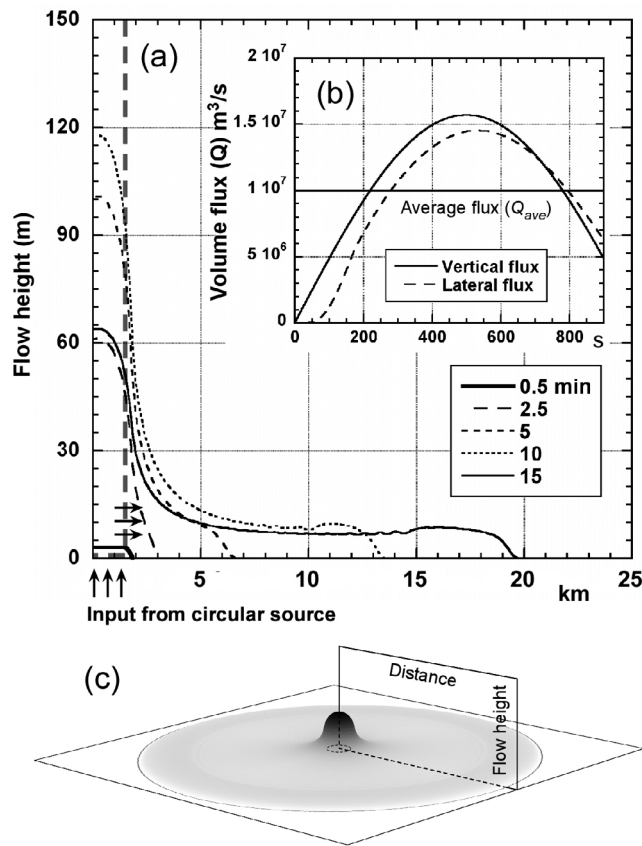 (a)
Flow height (m)
150
120
90
60
30
0
5
10
15
20
25
km
Input from circular source
(b)
Volume flux (Q) m³/s
2 10⁷
1.5 10⁷
1 10⁷
5 10⁶
0
0
200
400
600
800
S
Average flux (Qave)
Vertical flux
Lateral flux
0.5 min
2.5
5
10
15
(c)
Distance
Flow height